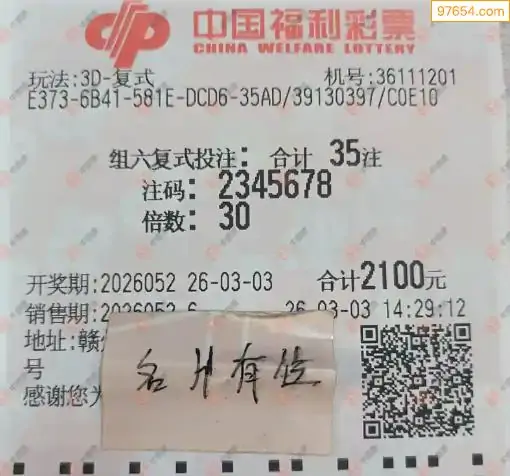 97654.com
中国福利彩票
CHINA WELFARE LOTTERY
玩法:3D-复式 机号:36111201
E373-6B41-581E-DCD6-35AD/39130397/C0E10
组六复式投注: 合计 35注
注码: 2345678
倍数: 30
开奖期:2026052 26-03-03 合计2100元
销售期:2026052 26-03-03 14:29:12
地址:赣
号
感谢您为
名片有位